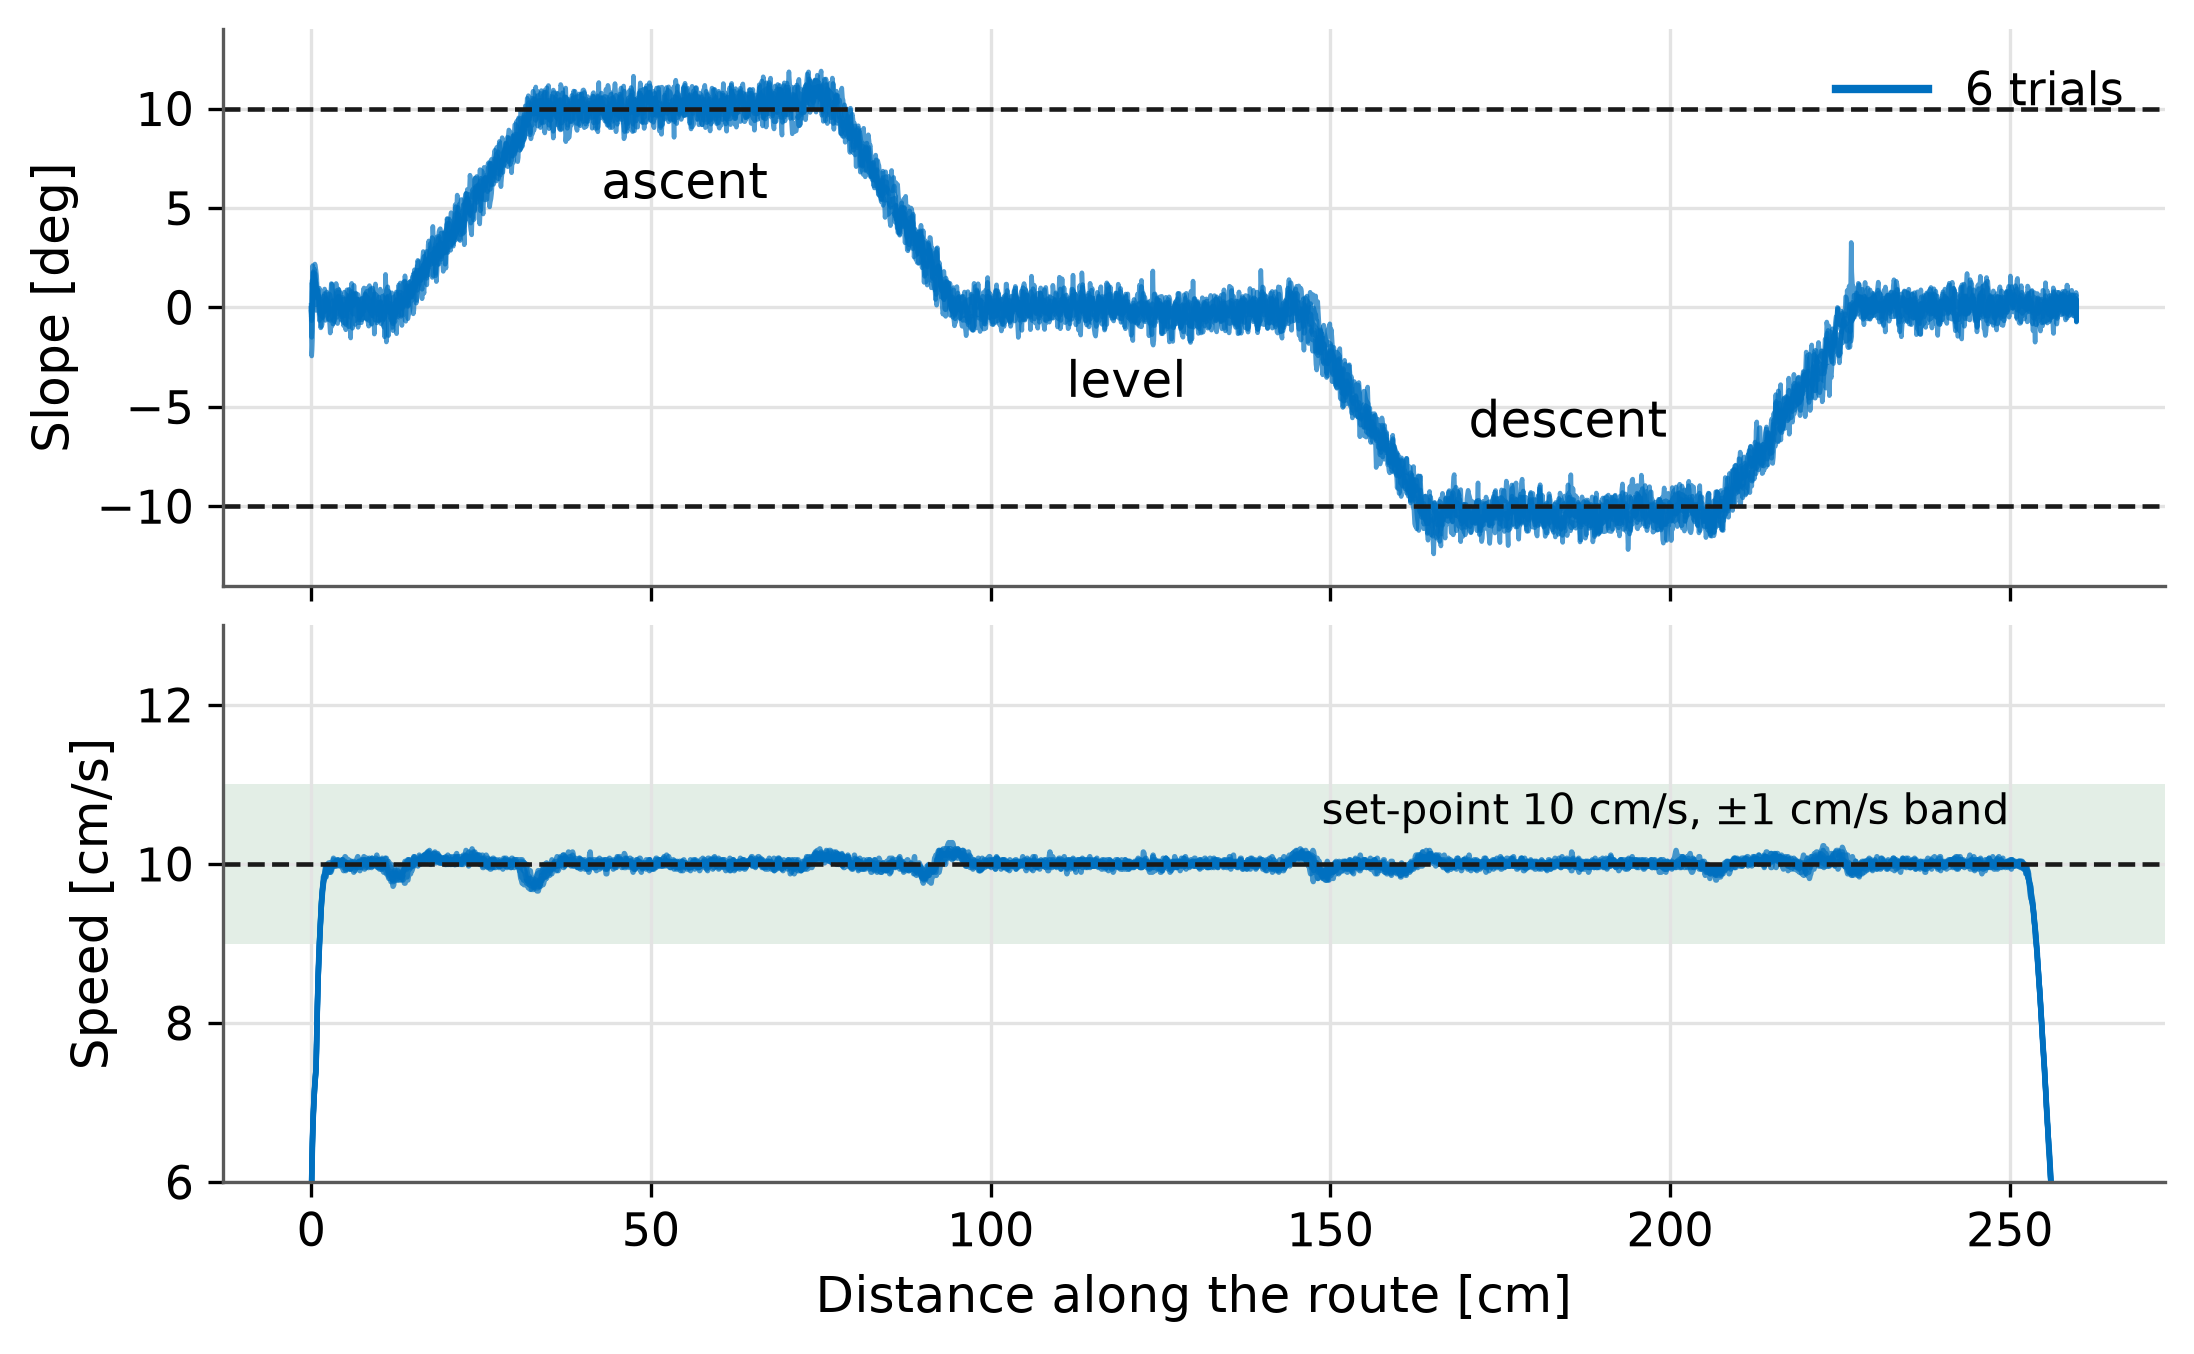 Slope [deg]
10
5
0
−5
−10
6 trials
ascent
level
descent
Speed [cm/s]
12
10
8
6
set-point 10 cm/s, ±1 cm/s band
0 50 100 150 200 250
Distance along the route [cm]